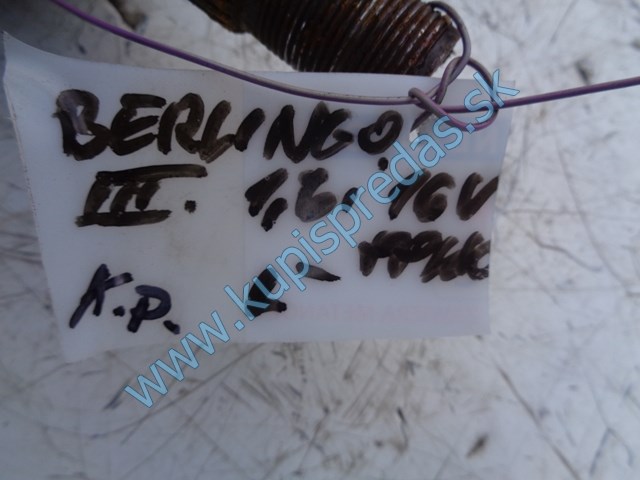 BERLINGO
III. 1,6. 16V
K.P.
www.kupispredas.sk